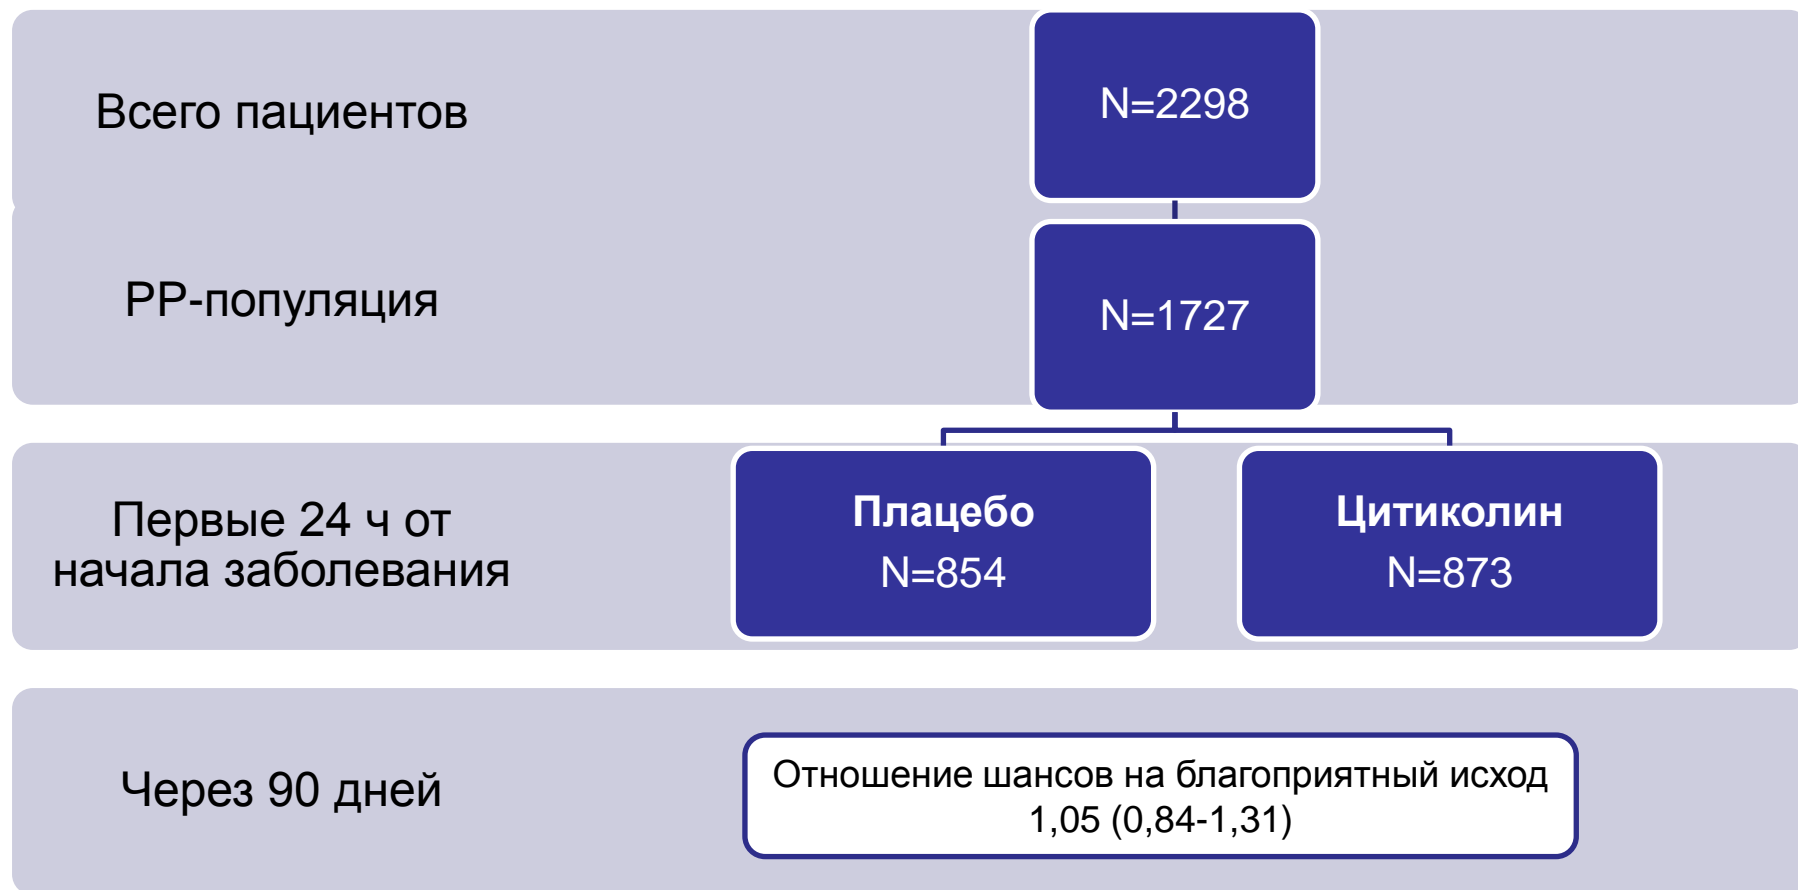 Всего пациентов
N=2298
PP-популяция
N=1727
Первые 24 ч от
начала заболевания
Плацебо
N=854
Цитиколин
N=873
Через 90 дней
Отношение шансов на благоприятный исход
1,05 (0,84-1,31)